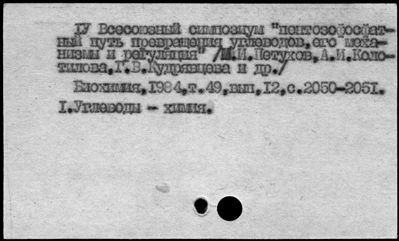 IУ Всесоюзный симпозиум "пентозофосфат-
ный путь превращения углеводов, его меха-
низмы и регуляция" /М.И.Петухов, А.И.Коло-
тилова, Г.В.Кудрявцева и др./
Биохимия, 1984, т.49, вып,12, с.2050-2051.
I.Углеводы - химия.